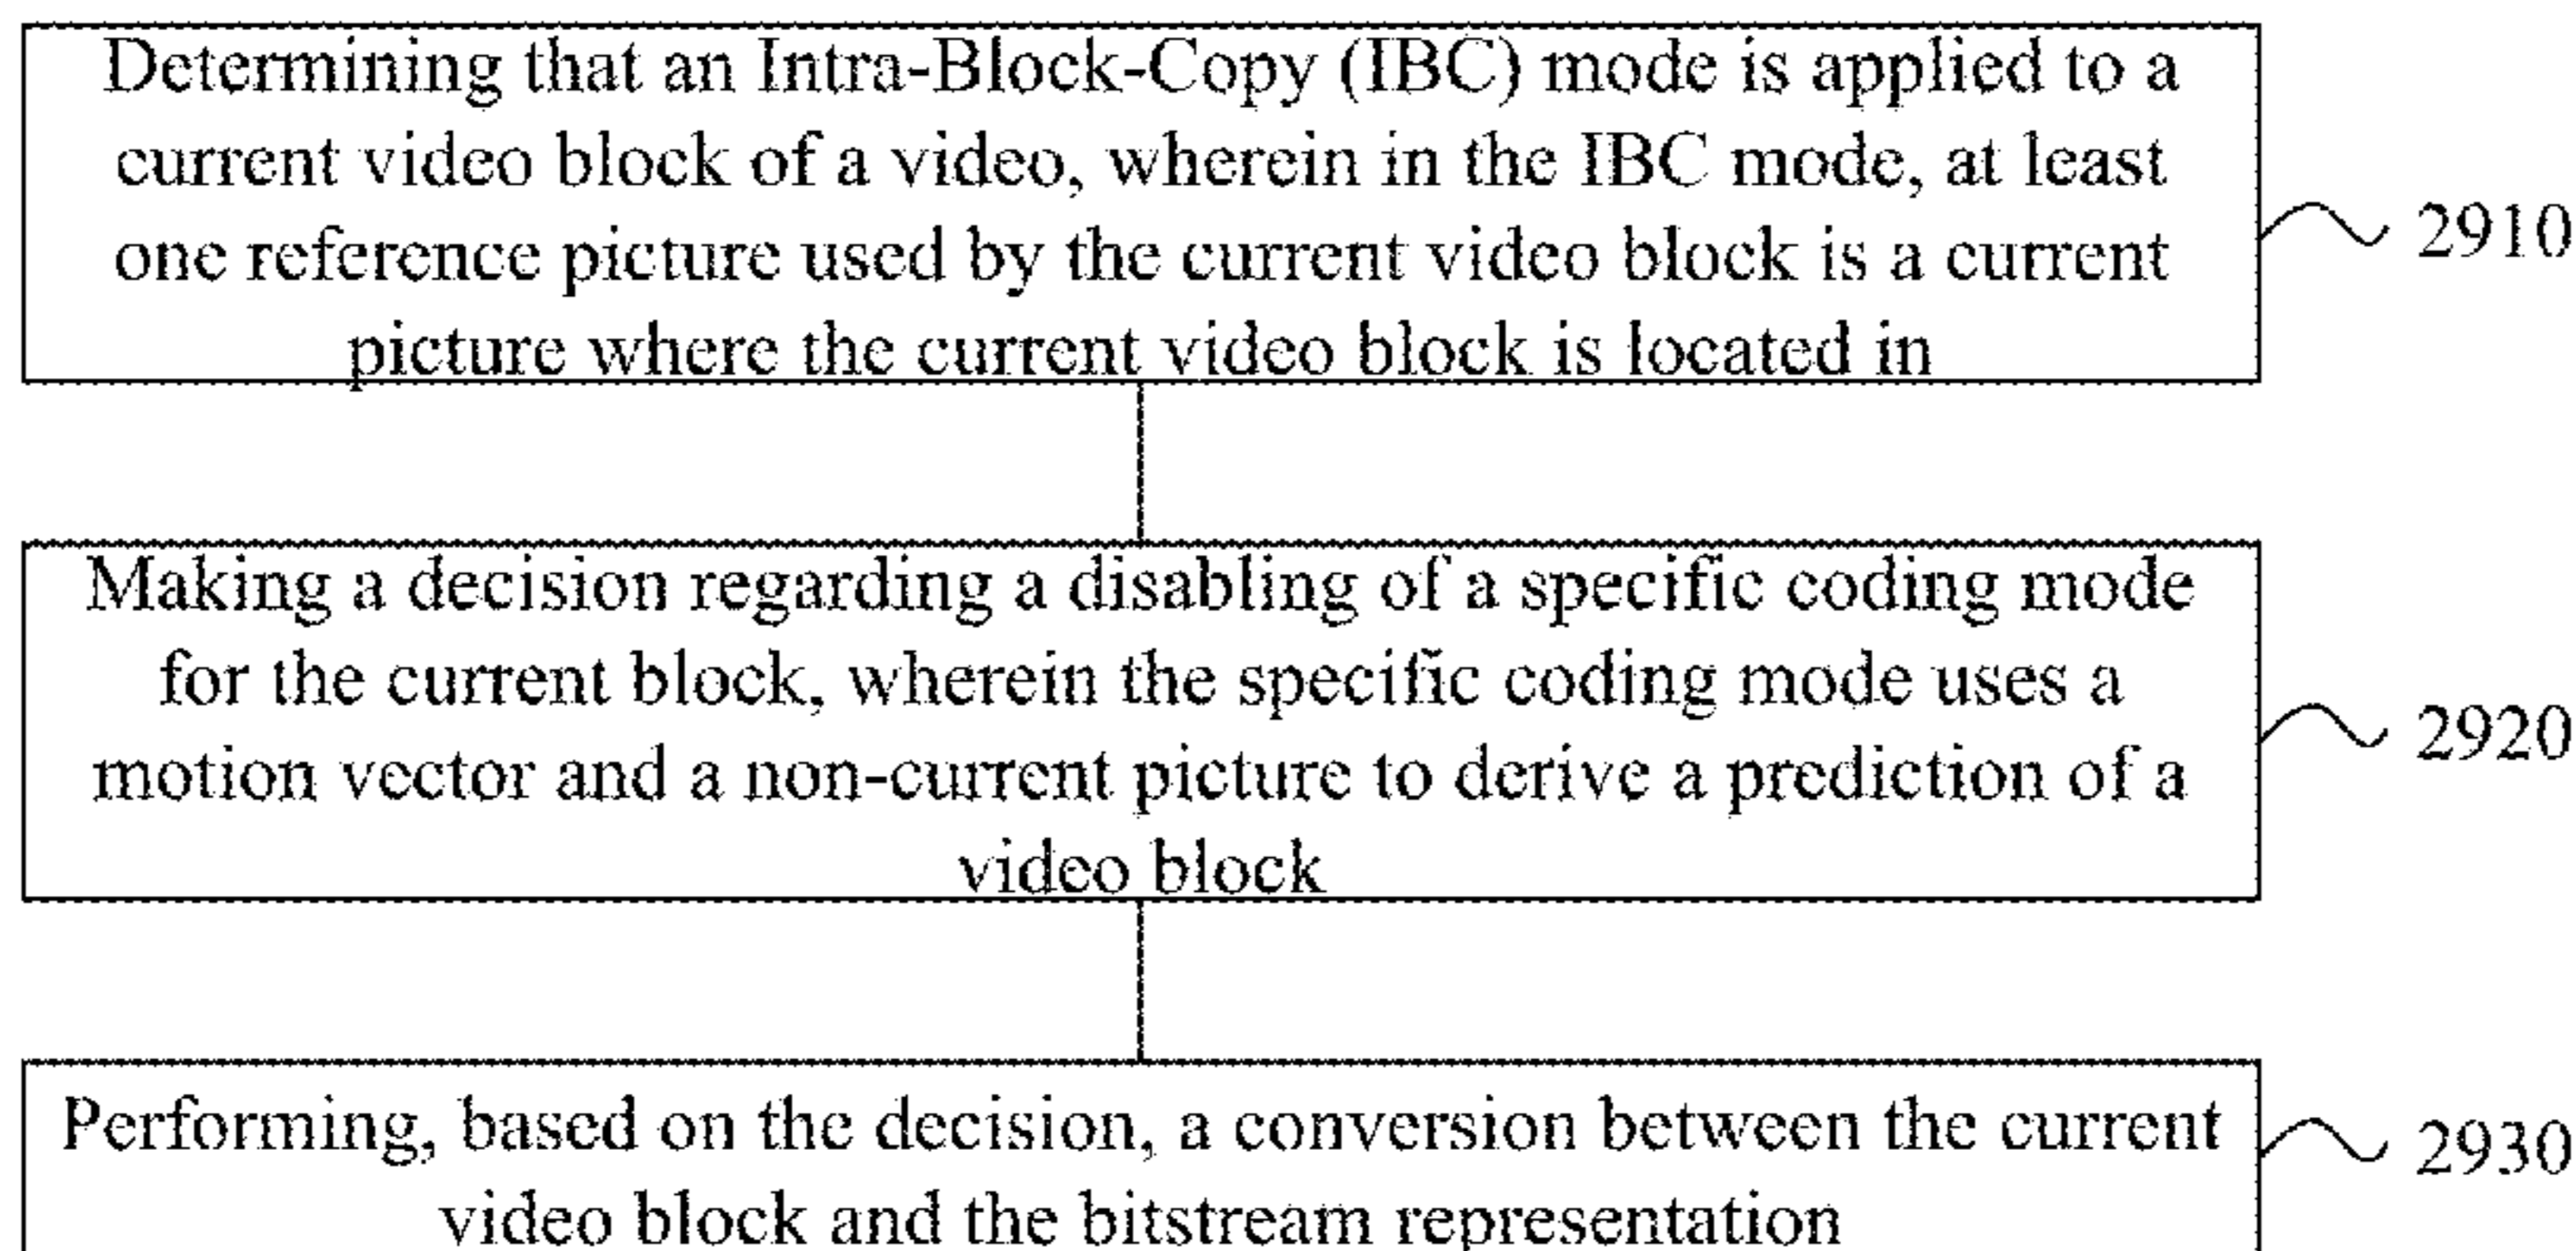 Determining that an Intra-Block-Copy (IBC) mode is applied to a
current video block of a video, wherein in the IBC mode, at least
one reference picture used by the current video block is a current
picture where the current video block is located in
2910
Making a decision regarding a disabling of a specific coding mode
for the current block, wherein the specific coding mode uses a
motion vector and a non-current picture to derive a prediction of a
video block
2920
Performing, based on the decision, a conversion between the current
video block and the bitstream representation
2930